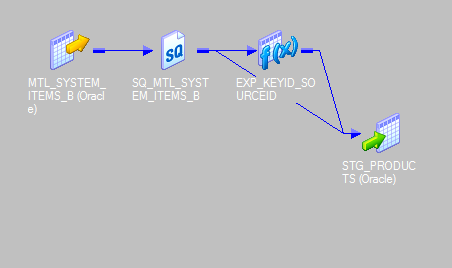 SQ
f(x)
MTL_SYSTEM_
ITEMS_B (Oracl
e)
SQ_MTL_SYST
EM_ITEMS_B
EXP_KEYID_SO
URCEID
STG_PRODUC
TS (Oracle)